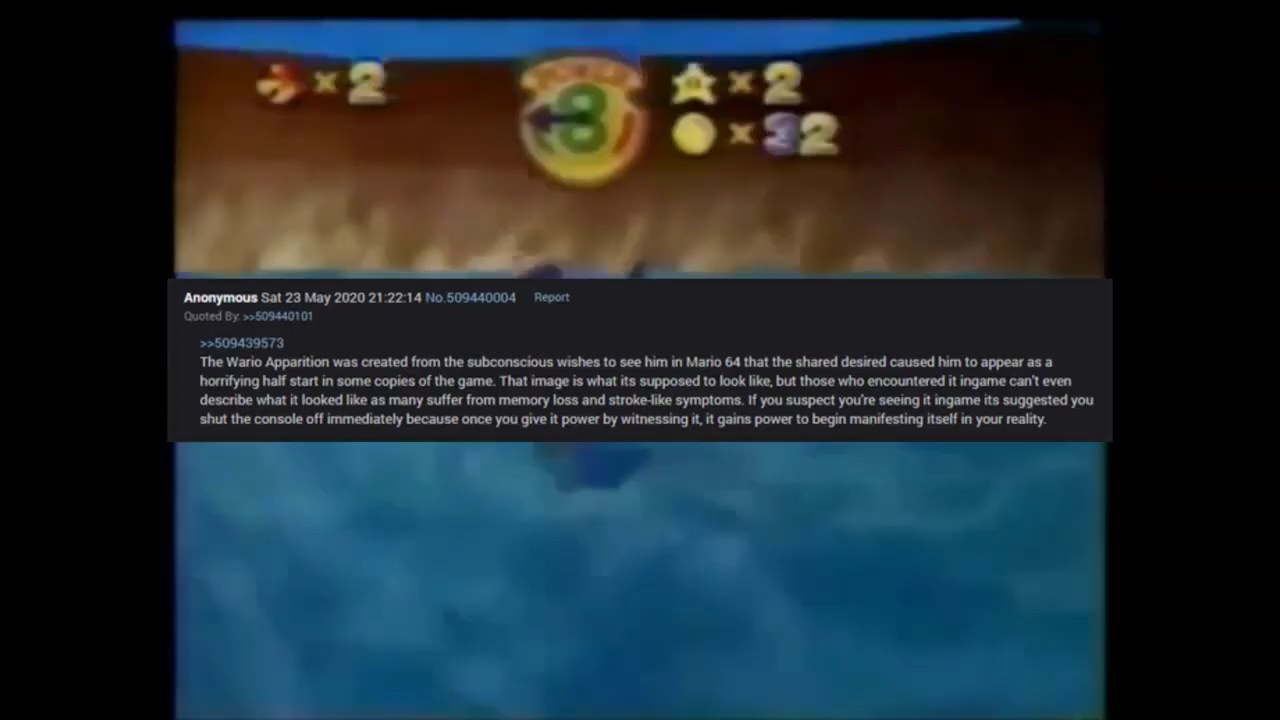 × 2
POWER
× 2
× 32
Anonymous Sat 23 May 2020 21:22:14 No.509440004 Report
Quoted By: >>509440101
>>509439573
The Wario Apparition was created from the subconscious wishes to see him in Mario 64 that the shared desired caused him to appear as a
horrifying half start in some copies of the game. That image is what its supposed to look like, but those who encountered it ingame can't even
describe what it looked like as many suffer from memory loss and stroke-like symptoms. If you suspect you're seeing it ingame its suggested you
shut the console off immediately because once you give it power by witnessing it, it gains power to begin manifesting itself in your reality.